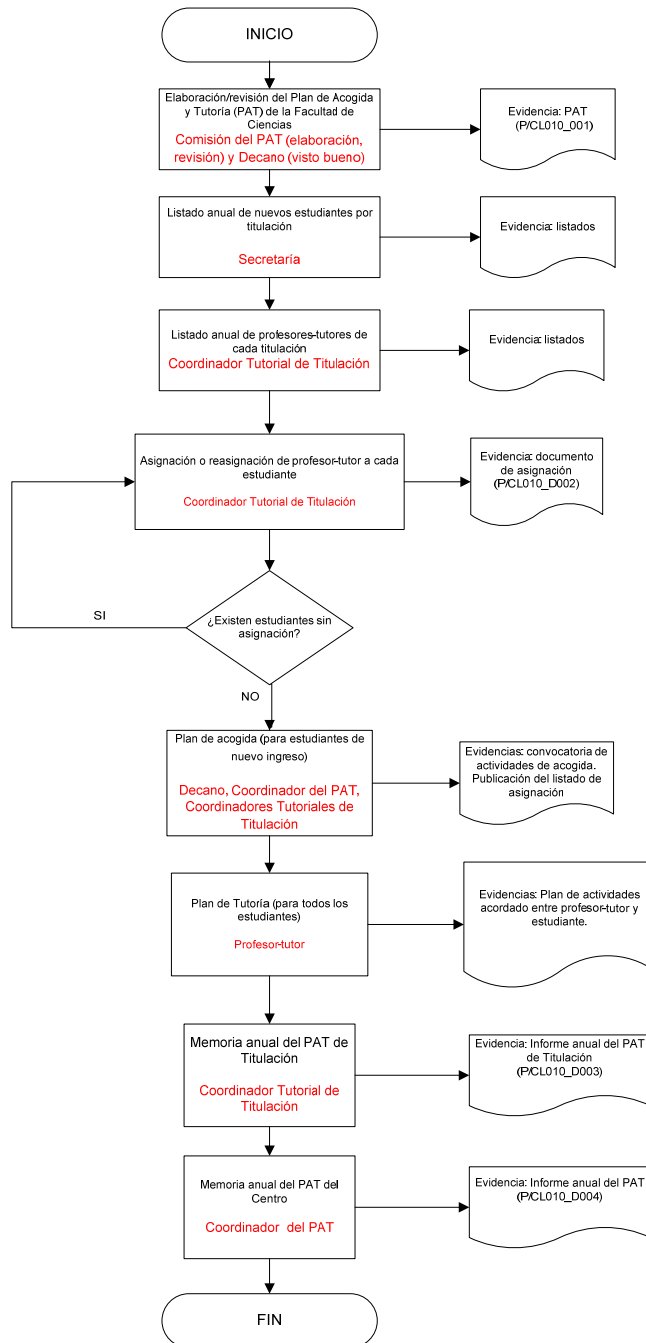 INICIO
Elaboración/revisión del Plan de Acogida
y Tutoría (PAT) de la Facultad de
Ciencias
Comisión del PAT (elaboración,
revisión) y Decano (visto bueno)
Evidencia: PAT
(P/CL010_001)
Listado anual de nuevos estudiantes por
titulación
Secretaría
Evidencia: listados
Listado anual de profesores-tutores de
cada titulación
Coordinador Tutorial de Titulación
Evidencia: listados
Asignación o reasignación de profesor-tutor a cada
estudiante
Coordinador Tutorial de Titulación
Evidencia: documento
de asignación
(P/CL010_D002)
SI
¿Existen estudiantes sin
asignación?
NO
Plan de acogida (para estudiantes de
nuevo ingreso)
Decano, Coordinador del PAT,
Coordinadores Tutoriales de
Titulación
Evidencias: convocatoria de
actividades de acogida.
Publicación del listado de
asignación
Plan de Tutoría (para todos los
estudiantes)
Profesor-tutor
Evidencias: Plan de actividades
acordado entre profesor-tutor y
estudiante.
Memoria anual del PAT de
Titulación
Coordinador Tutorial de
Titulación
Evidencia: Informe anual del PAT
de Titulación
(P/CL010_D003)
Memoria anual del PAT del
Centro
Coordinador del PAT
Evidencia: Informe anual del PAT
(P/CL010_D004)
FIN